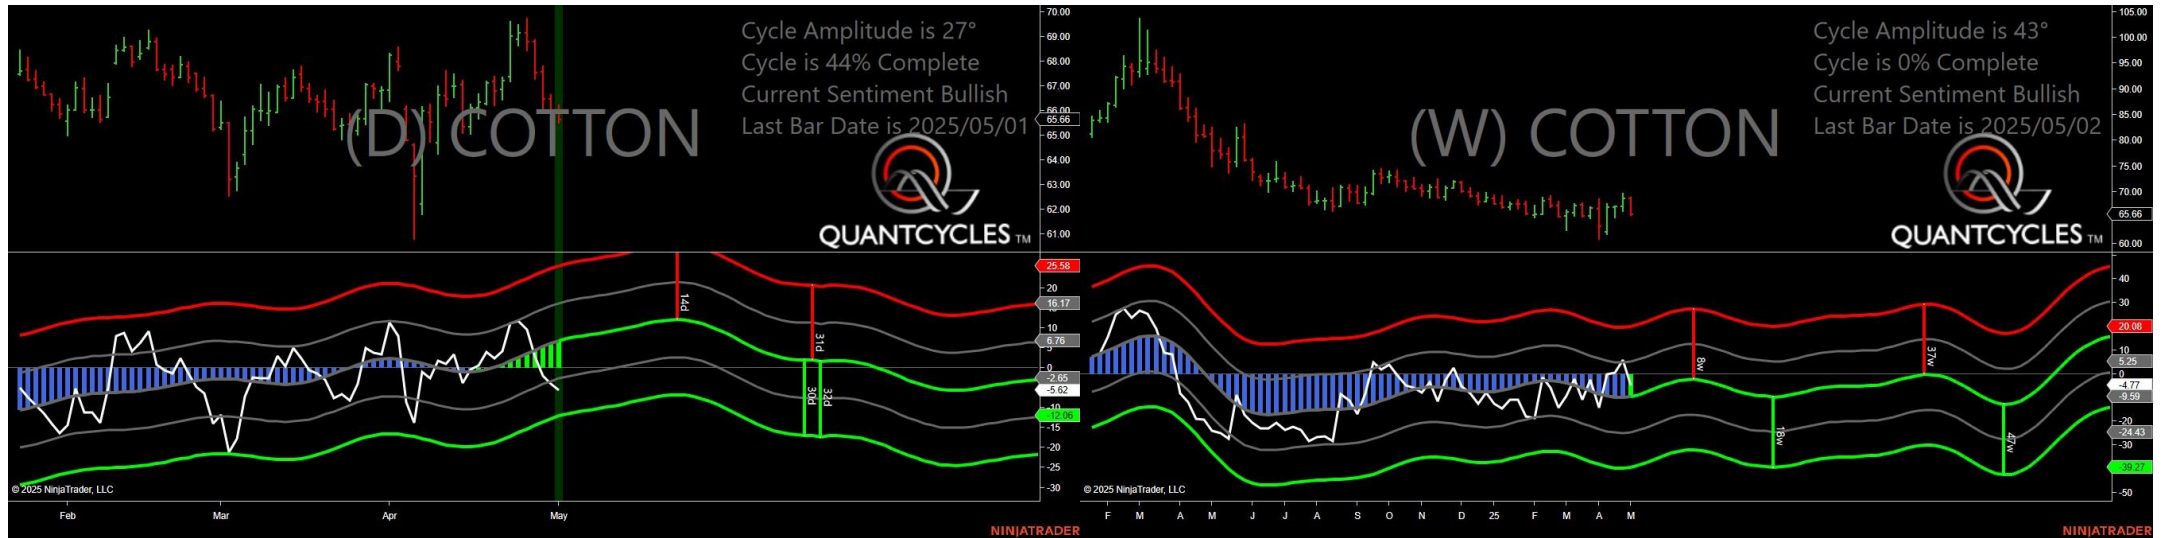 Cycle Amplitude is 27°
Cycle is 44% Complete
Current Sentiment Bullish
Last Bar Date is 2025/05/01
(D) COTTON
QUANTCYCLES TM
70.00
69.00
68.00
67.00
66.00
65.66
65.00
64.00
63.00
62.00
61.00
25.58
20
16.17
10
6.76
5
0
-2.65
-5.62
-10
-12.06
-15
-20
-25
-30
14d
31d
30d
32d
© 2025 NinjaTrader, LLC
Feb
Mar
Apr
May
NINJATRADER
Cycle Amplitude is 43°
Cycle is 0% Complete
Current Sentiment Bullish
Last Bar Date is 2025/05/02
(W) COTTON
QUANTCYCLES TM
105.00
100.00
95.00
90.00
85.00
80.00
75.00
70.00
65.66
60.00
40
30
20.08
10
5.25
0
-4.77
-9.59
-20
-24.43
-30
-39.27
-50
8w
18w
37w
47w
© 2025 NinjaTrader, LLC
F
M
A
M
J
J
A
S
O
N
D
25
F
M
A
M
NINJATRADER